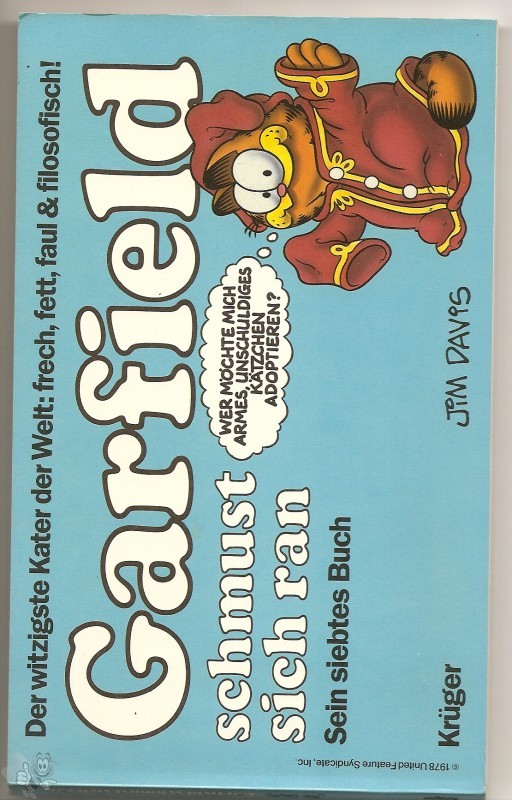 Der witzigste Kater der Welt: frech, fett, faul & filosofisch!
Garfield
WER MÖCHTE MICH
ARMES, UNSCHULDIGES
KÄTZCHEN
ADOPTIEREN?
schmust
sich ran
Sein siebtes Buch
JIM DAVIS
Krüger
© 1978 United Feature Syndicate, Inc.